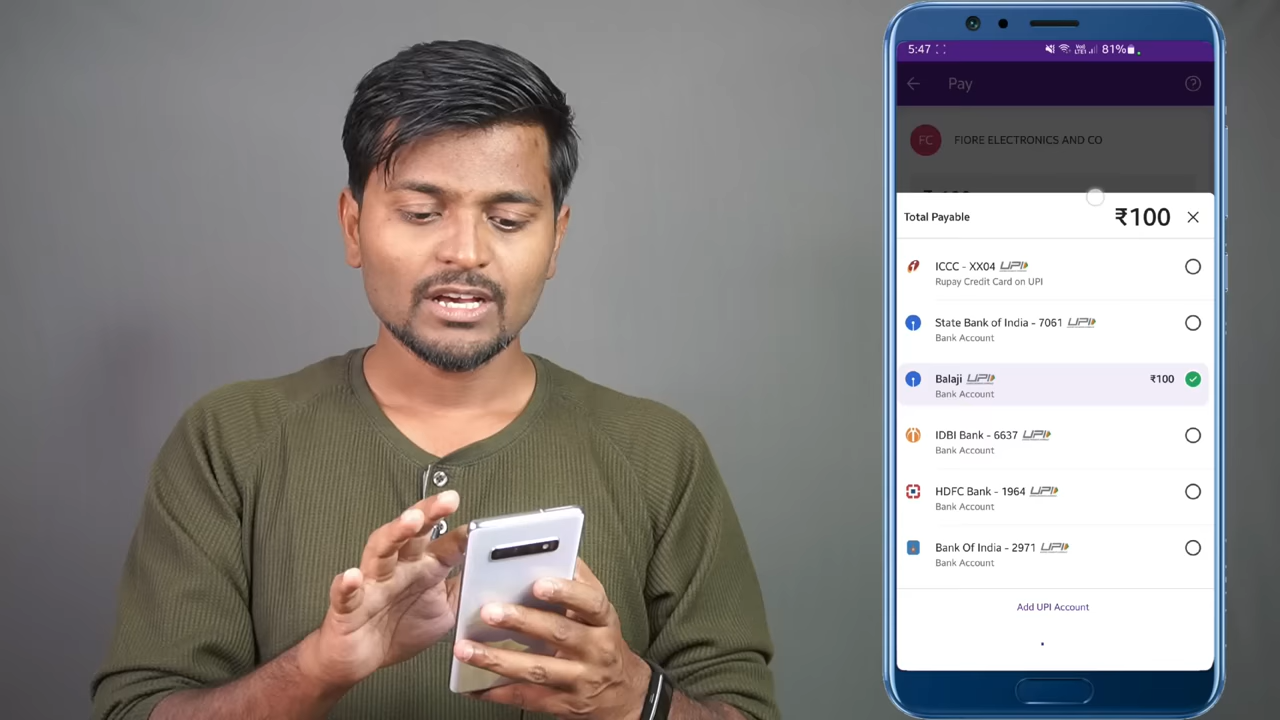 5:47
81%
Pay
FC
FIORE ELECTRONICS AND CO
Total Payable
₹100
ICCC - XX04 UPI
Rupay Credit Card on UPI
State Bank of India - 7061 UPI
Bank Account
Balaji UPI
₹100
Bank Account
IDBI Bank - 6637 UPI
Bank Account
HDFC Bank - 1964 UPI
Bank Account
Bank Of India - 2971 UPI
Bank Account
Add UPI Account